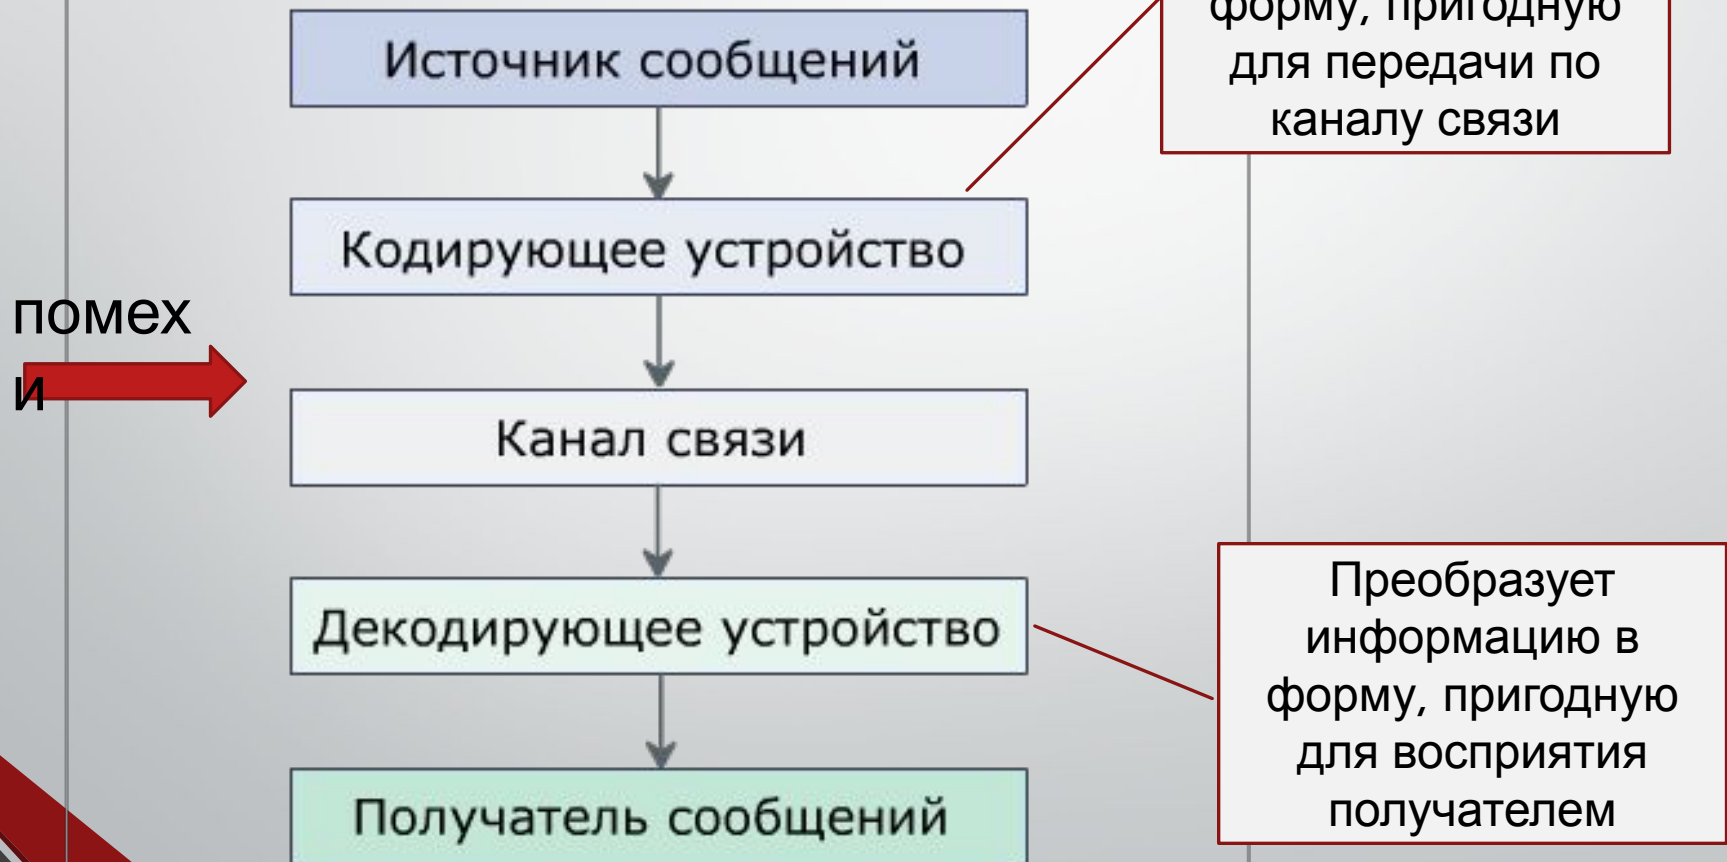 форму, пригодную
для передачи по
каналу связи
Источник сообщений
Кодирующее устройство
помех
и
Канал связи
Декодирующее устройство
Преобразует
информацию в
форму, пригодную
для восприятия
получателем
Получатель сообщений